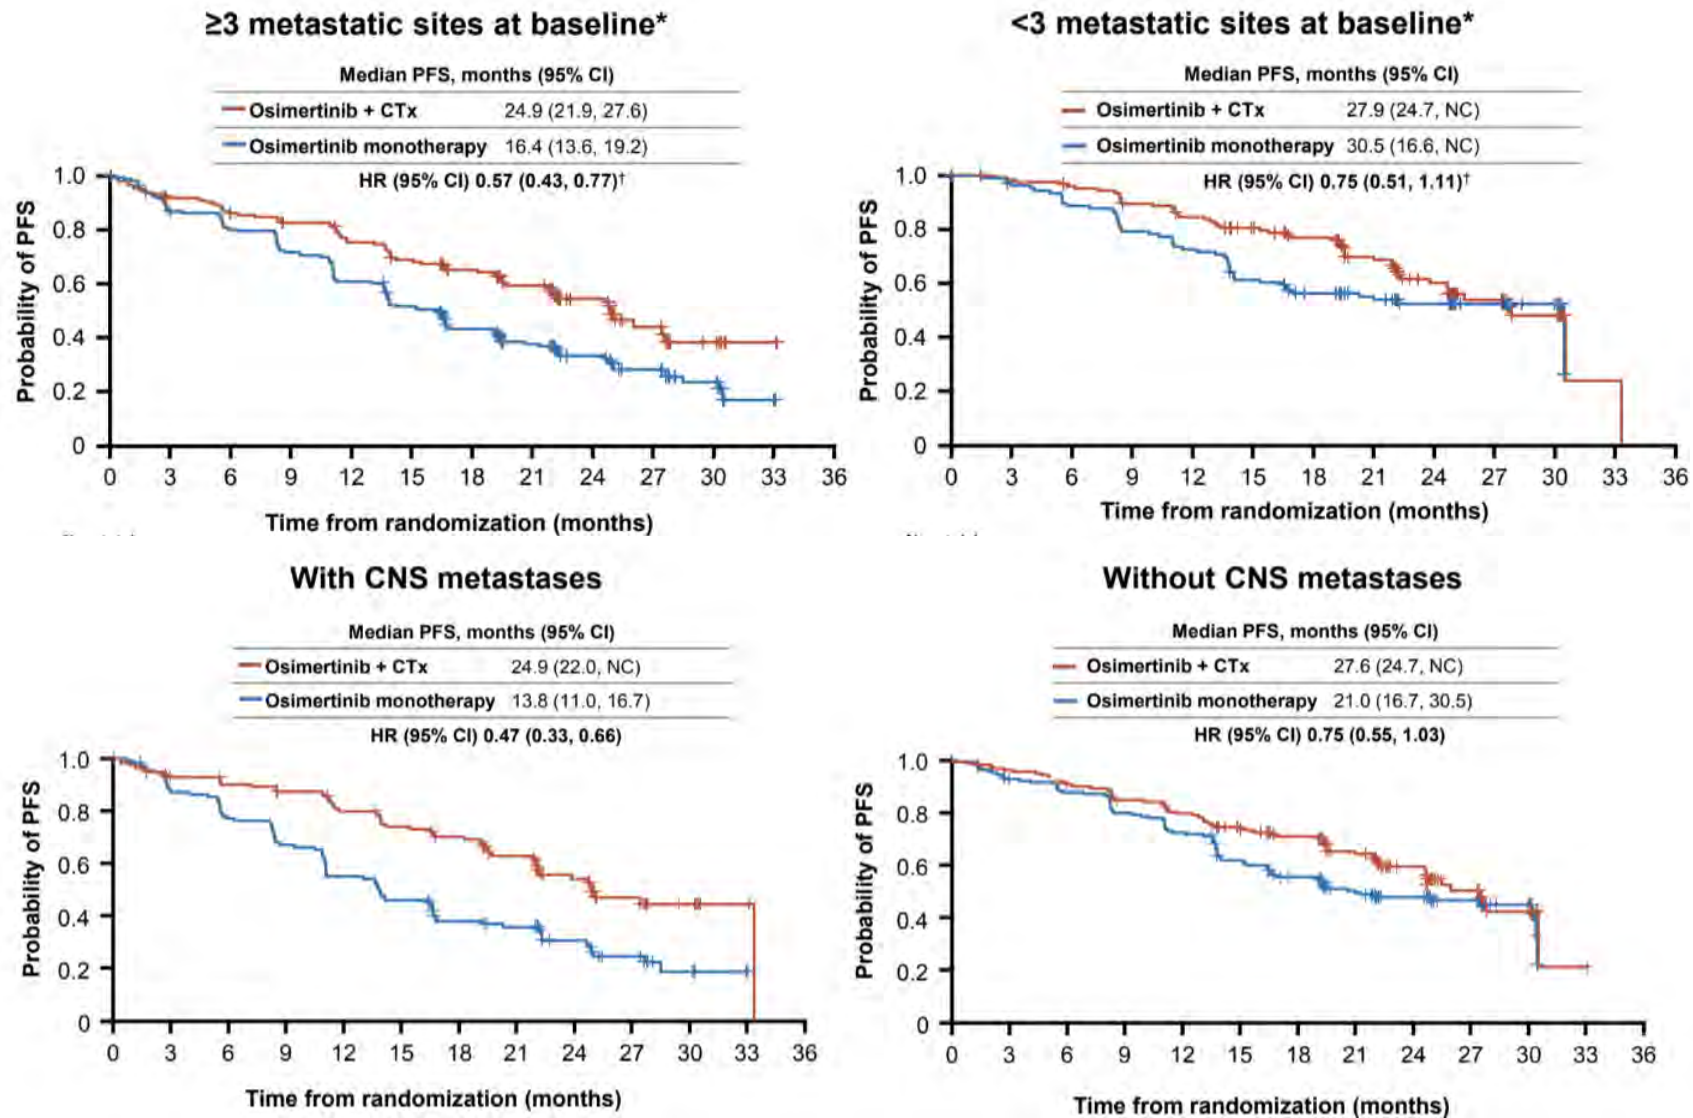 ≥3 metastatic sites at baseline*
Median PFS, months (95% CI)
Osimertinib + CTx 24.9 (21.9, 27.6)
Osimertinib monotherapy 16.4 (13.6, 19.2)
HR (95% CI) 0.57 (0.43, 0.77)†
Probability of PFS
1.0
0.8
0.6
0.4
0.2
0
0 3 6 9 12 15 18 21 24 27 30 33 36
Time from randomization (months)
<3 metastatic sites at baseline*
Median PFS, months (95% CI)
Osimertinib + CTx 27.9 (24.7, NC)
Osimertinib monotherapy 30.5 (16.6, NC)
HR (95% CI) 0.75 (0.51, 1.11)†
Probability of PFS
1.0
0.8
0.6
0.4
0.2
0
0 3 6 9 12 15 18 21 24 27 30 33 36
Time from randomization (months)
With CNS metastases
Median PFS, months (95% CI)
Osimertinib + CTx 24.9 (22.0, NC)
Osimertinib monotherapy 13.8 (11.0, 16.7)
HR (95% CI) 0.47 (0.33, 0.66)
Probability of PFS
1.0
0.8
0.6
0.4
0.2
0
0 3 6 9 12 15 18 21 24 27 30 33 36
Time from randomization (months)
Without CNS metastases
Median PFS, months (95% CI)
Osimertinib + CTx 27.6 (24.7, NC)
Osimertinib monotherapy 21.0 (16.7, 30.5)
HR (95% CI) 0.75 (0.55, 1.03)
Probability of PFS
1.0
0.8
0.6
0.4
0.2
0
0 3 6 9 12 15 18 21 24 27 30 33 36
Time from randomization (months)